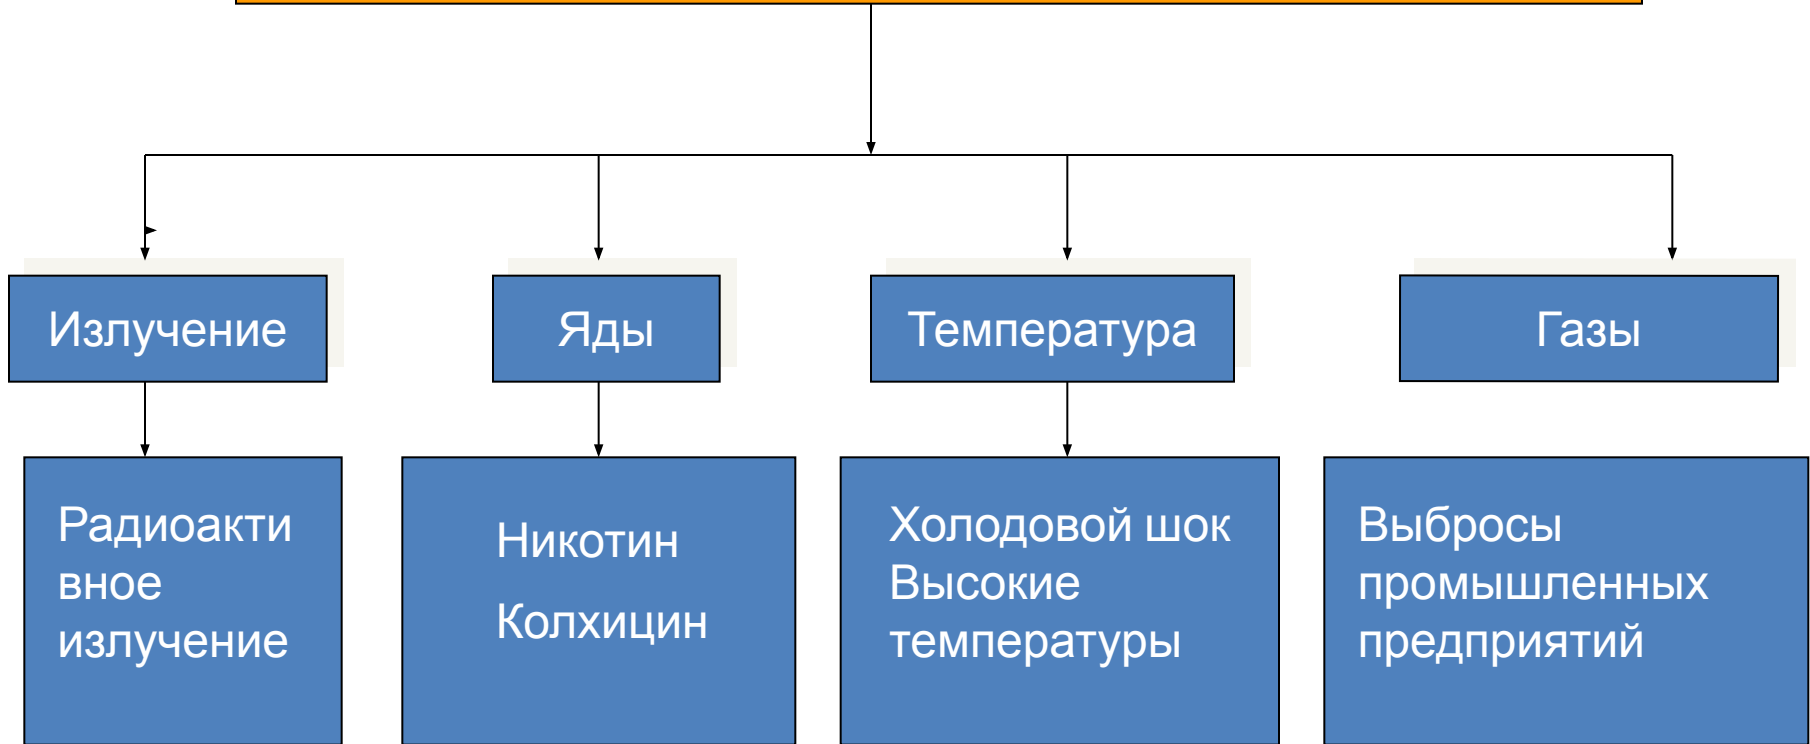 Излучение
Яды
Температура
Газы
Радиоакти
вное
излучение
Никотин
Колхицин
Холодовой шок
Высокие
температуры
Выбросы
промышленных
предприятий